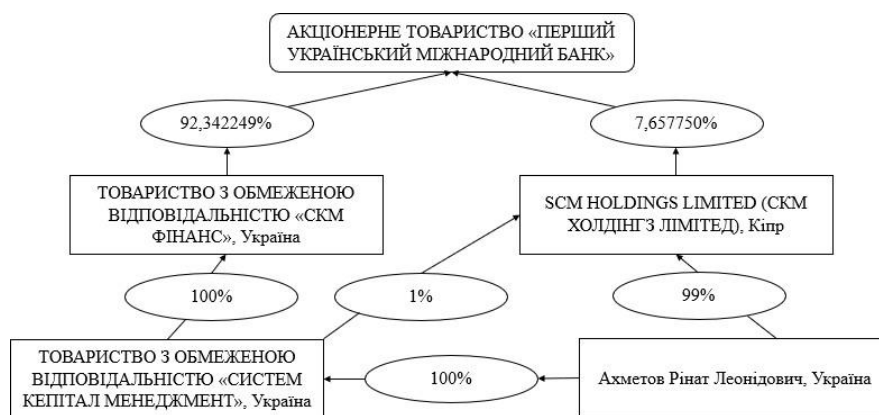 АКЦІОНЕРНЕ ТОВАРИСТВО «ПЕРШИЙ
УКРАЇНСЬКИЙ МІЖНАРОДНИЙ БАНК»
92,342249%
7,657750%
ТОВАРИСТВО З ОБМЕЖЕНОЮ
ВІДПОВІДАЛЬНІСТЮ «СКМ
ФІНАНС», Україна
SCM HOLDINGS LIMITED (СКМ
ХОЛДІНГЗ ЛІМІТЕД), Кіпр
100%
1%
99%
ТОВАРИСТВО З ОБМЕЖЕНОЮ
ВІДПОВІДАЛЬНІСТЮ «СИСТЕМ
КЕПІТАЛ МЕНЕДЖМЕНТ», Україна
100%
Ахметов Рінат Леонідович, Україна